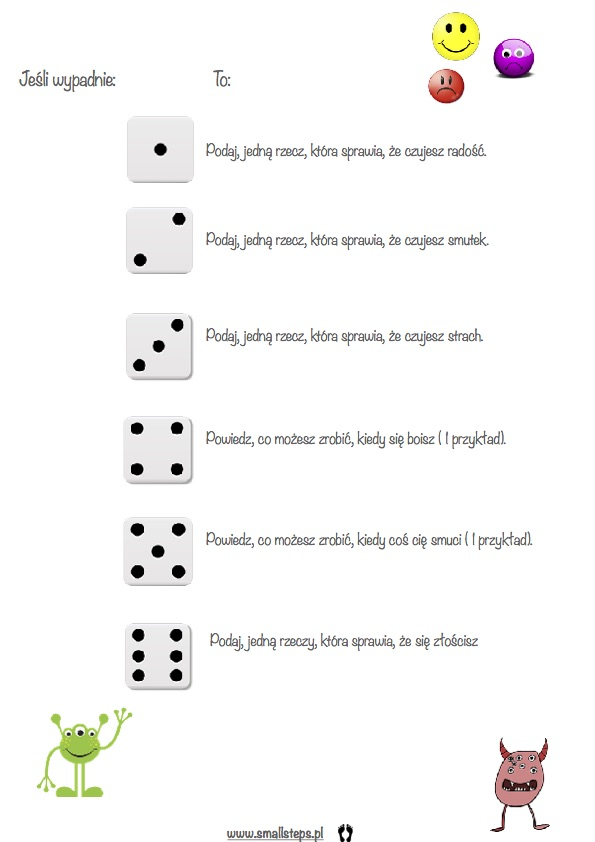 Jeśli wypadnie: To:
Podaj, jedną rzecz, która sprawia, że czujesz radość.
Podaj, jedną rzecz, która sprawia, że czujesz smutek.
Podaj, jedną rzecz, która sprawia, że czujesz strach.
Powiedz, co możesz zrobić, kiedy się boisz ( 1 przykład).
Powiedz, co możesz zrobić, kiedy coś cię smuci ( 1 przykład).
Podaj, jedną rzeczy, która sprawia, że się złościsz
www.smallsteps.pl